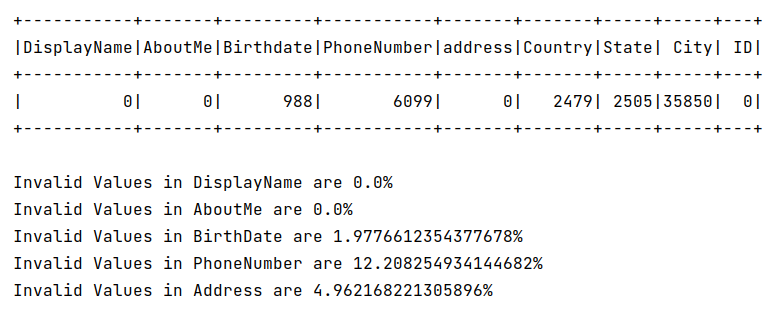 +-----------+-------+---------+-----------+-------+-------+-----+-----+---+
|DisplayName|AboutMe|Birthdate|PhoneNumber|address|Country|State| City| ID|
+-----------+-------+---------+-----------+-------+-------+-----+-----+---+
|          0|      0|      988|       6099|      0|   2479| 2505|35850|  0|
+-----------+-------+---------+-----------+-------+-------+-----+-----+---+
Invalid Values in DisplayName are 0.0%
Invalid Values in AboutMe are 0.0%
Invalid Values in BirthDate are 1.9776612354377678%
Invalid Values in PhoneNumber are 12.208254934144682%
Invalid Values in Address are 4.962168221305896%